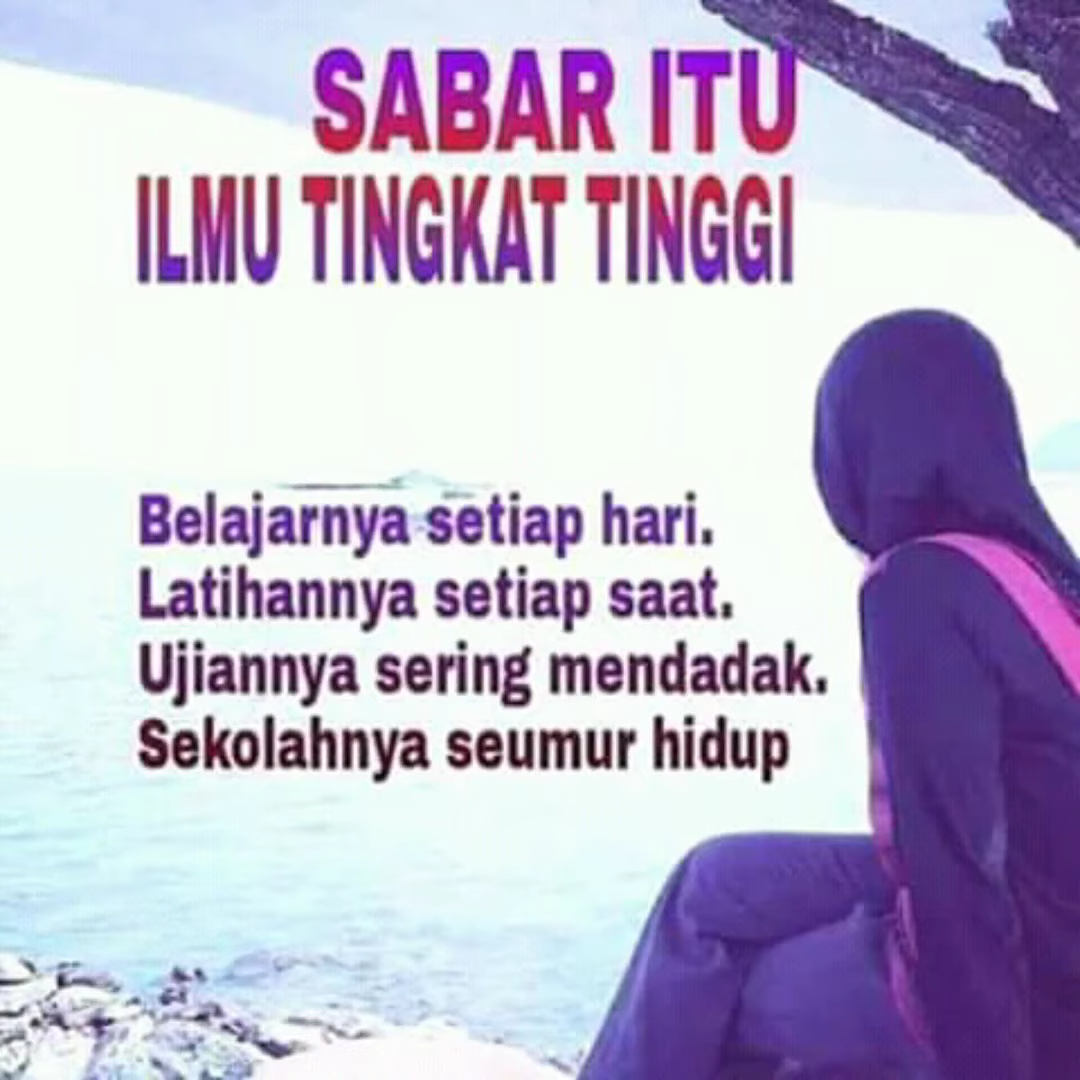 SABAR ITU
ILMU TINGKAT TINGGI
Belajarnya setiap hari.
Latihannya setiap saat.
Ujiannya sering mendadak.
Sekolahnya seumur hidup